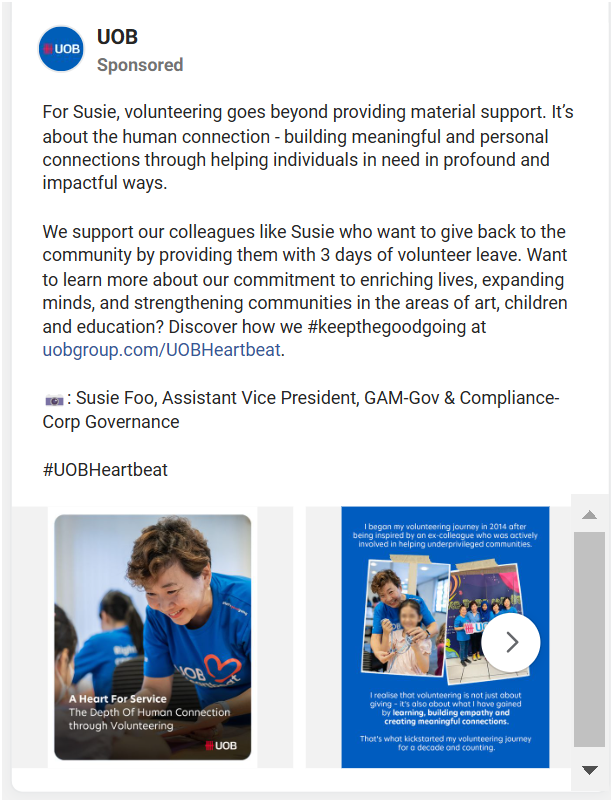 UOB
UOB
Sponsored
For Susie, volunteering goes beyond providing material support. It's
about the human connection - building meaningful and personal
connections through helping individuals in need in profound and
impactful ways.
We support our colleagues like Susie who want to give back to the
community by providing them with 3 days of volunteer leave. Want
to learn more about our commitment to enriching lives, expanding
minds, and strengthening communities in the areas of art, children
and education? Discover how we #keepthegoodgoing at
uobgroup.com/UOBHeartbeat.
: Susie Foo, Assistant Vice President, GAM-Gov & Compliance-
Corp Governance
#UOBHeartbeat
UOB
A Heart For Service
The Depth Of Human Connection
through Volunteering
UOB
I began my volunteering journey in 2014 after
being inspired by an ex-colleague who was actively
involved in helping underprivileged communities.
I realise that volunteering is not just about
giving – it's also about what I have gained
by learning, building empathy and
creating meaningful connections.
That's what kickstarted my volunteering journey
for a decade and counting.